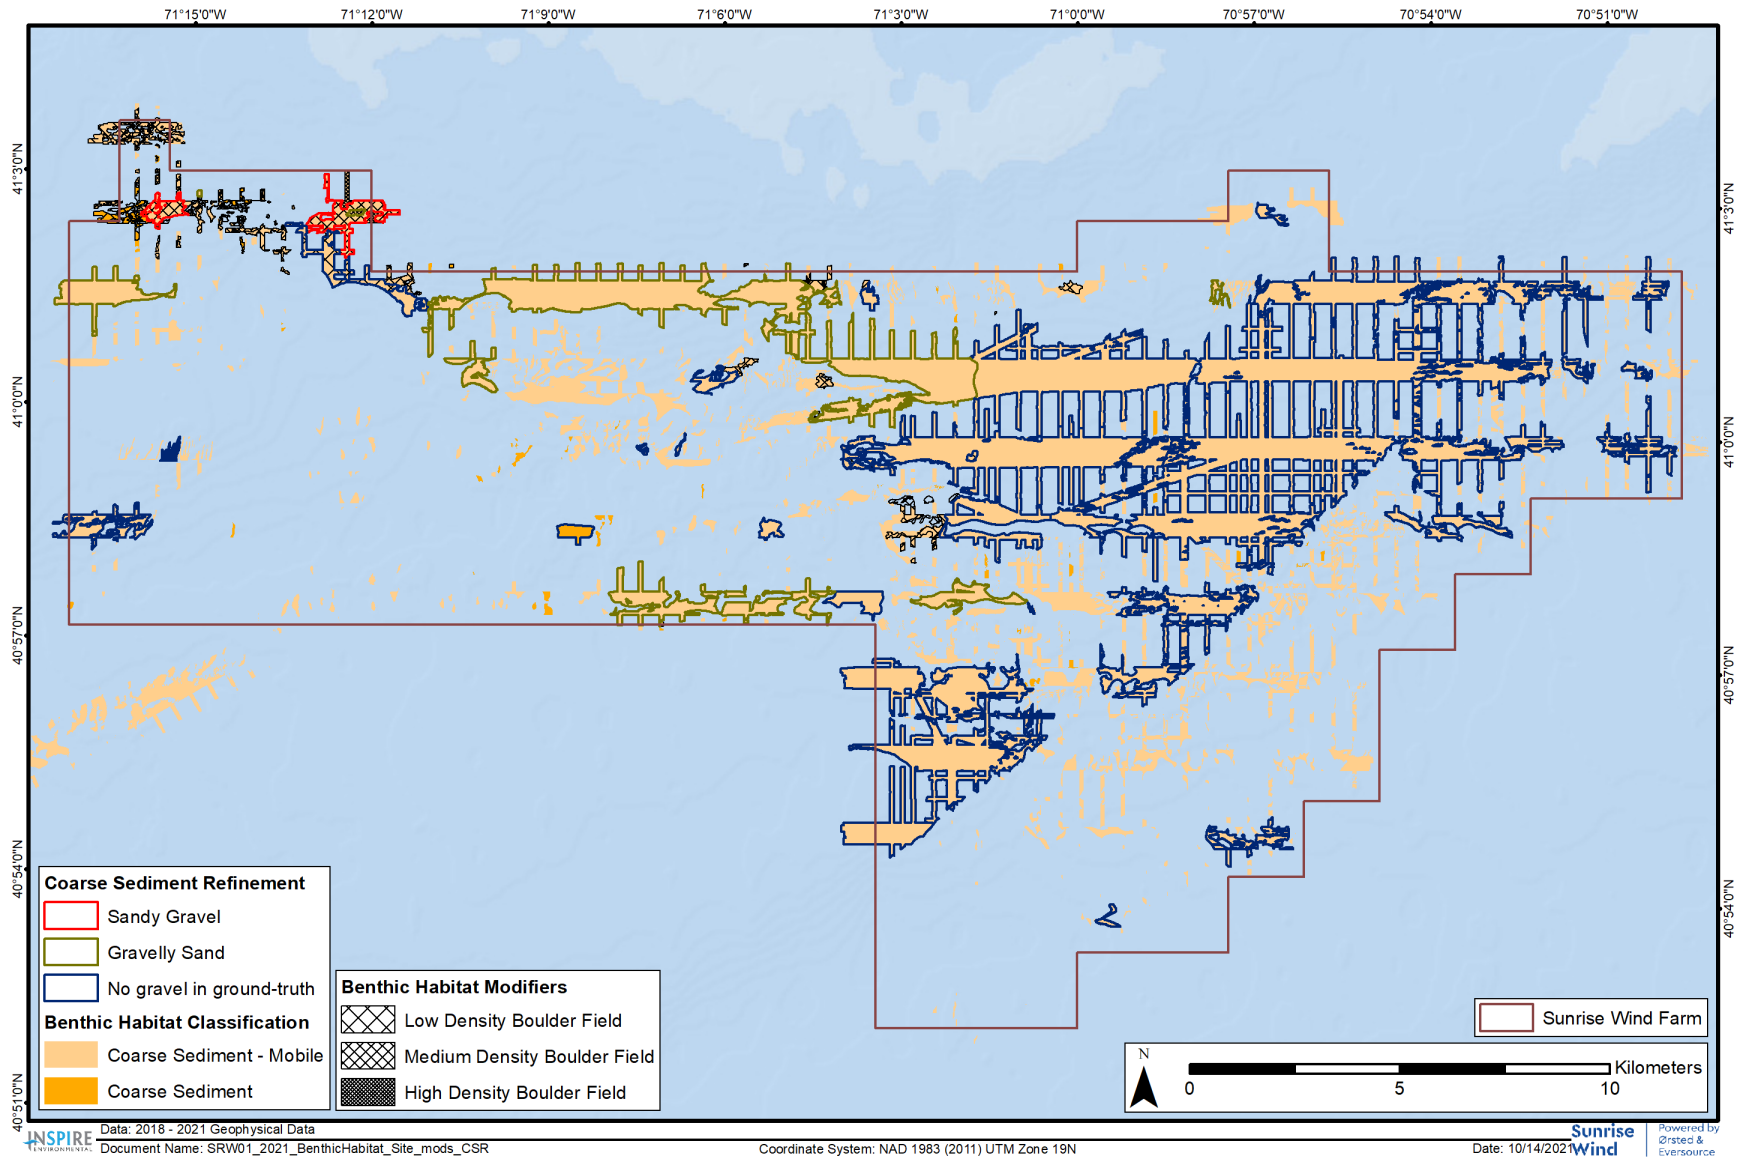 71°15'0"W 71°12'0"W 71°9'0"W 71°6'0"W 71°3'0"W 71°0'0"W 70°57'0"W 70°54'0"W 70°51'0"W
41°3'0"N
41°3'0"N
41°0'0"N
41°0'0"N
40°57'0"N
40°57'0"N
40°54'0"N
40°54'0"N
40°51'0"N
Coarse Sediment Refinement
Sandy Gravel
Gravelly Sand
No gravel in ground-truth
Benthic Habitat Classification
Coarse Sediment - Mobile
Coarse Sediment
Benthic Habitat Modifiers
Low Density Boulder Field
Medium Density Boulder Field
High Density Boulder Field
Sunrise Wind Farm
N
Kilometers
0 5 10
INSPIRE
ENVIRONMENTAL
Data: 2018 - 2021 Geophysical Data
Document Name: SRW01_2021_BenthicHabitat_Site_mods_CSR
Coordinate System: NAD 1983 (2011) UTM Zone 19N
Date: 10/14/2021
Sunrise
Wind
Powered by
Ørsted &
Eversource